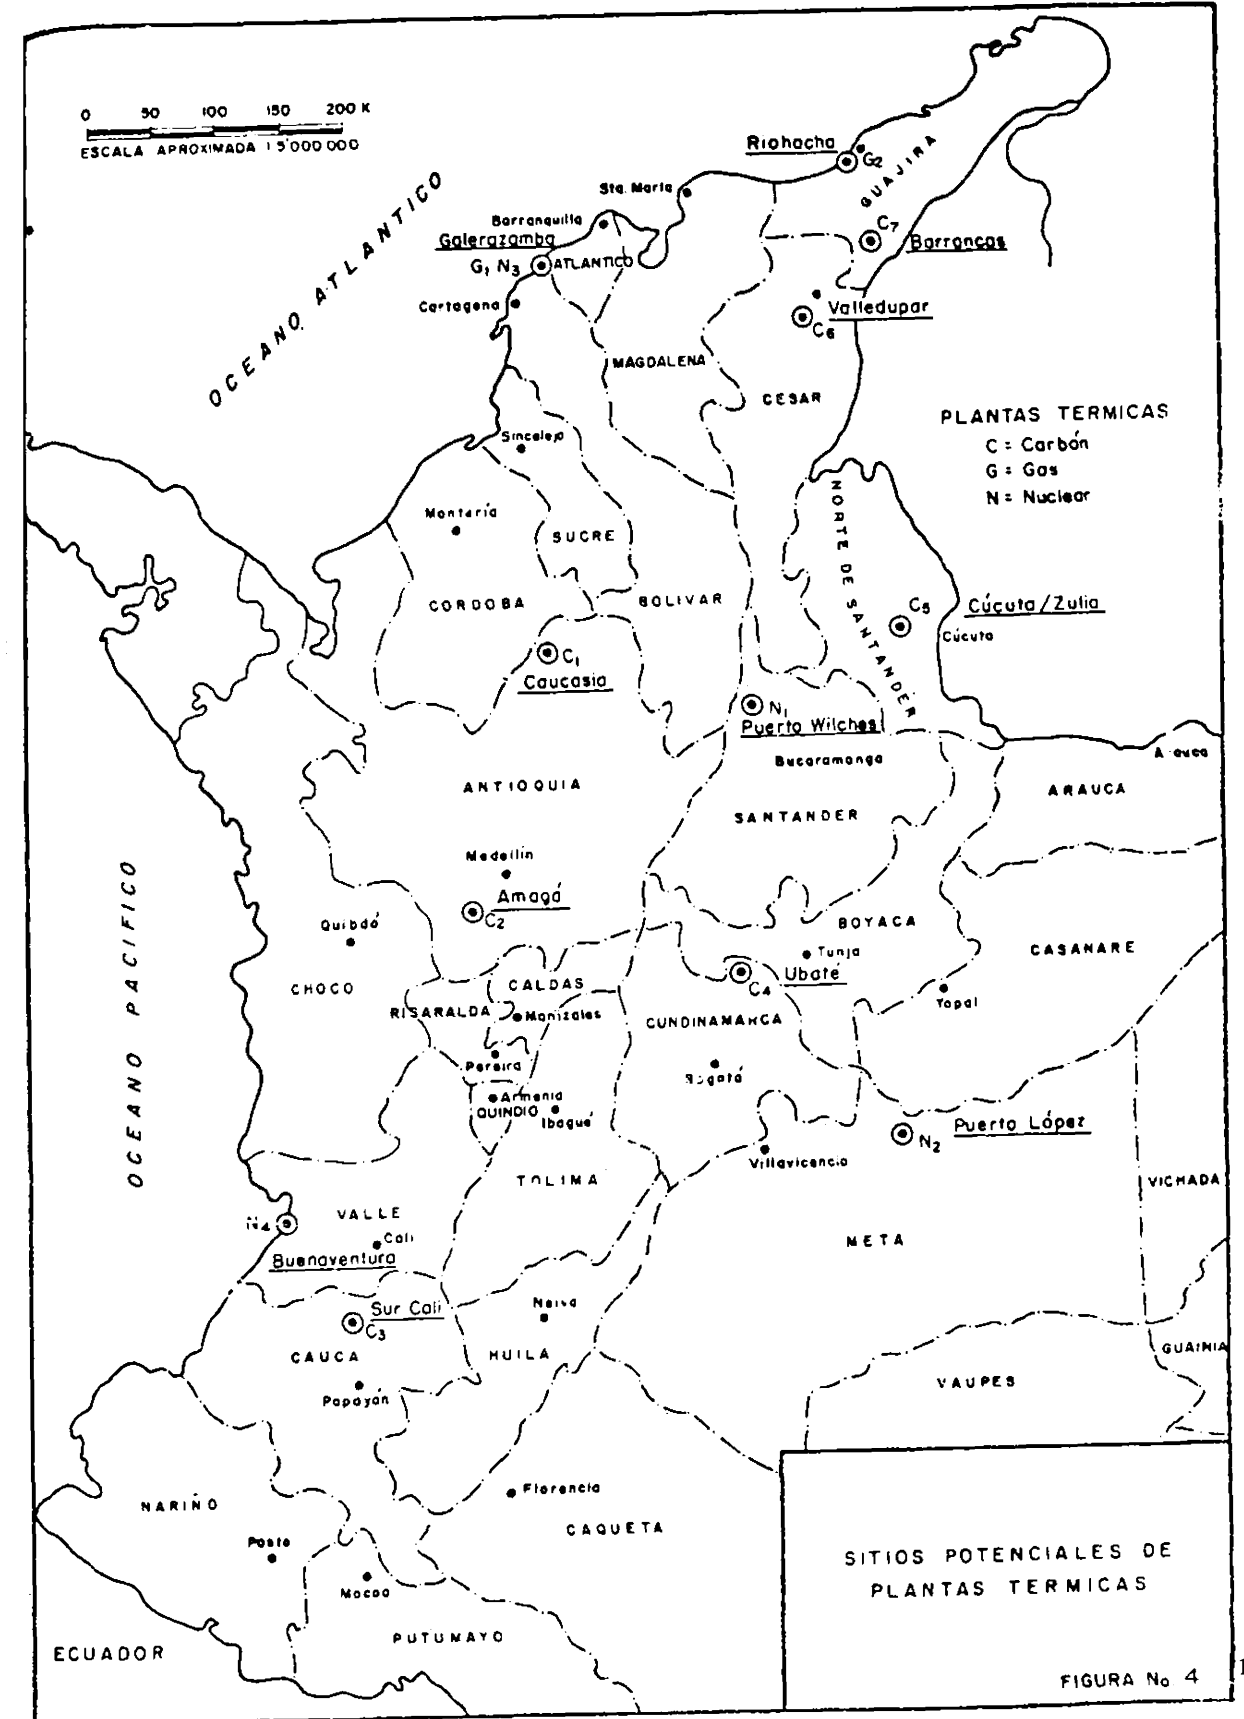 0 50 100 150 200 K
ESCALA APROXIMADA 1 5'000 000
OCEANO ATLANTICO
Riohacha
G2
GUAJIRA
Sta. Marta
Barranquilla
Galerazamba
G1 N3
ATLANTICO
C7
Barrancas
Cartagena
Valledupar
C6
MAGDALENA
CESAR
PLANTAS TERMICAS
C = Carbón
G = Gas
N = Nuclear
Sincelejo
Montería
SUCRE
NORTE DE SANTANDER
CORDOBA
BOLIVAR
C5
Cúcuta/Zulia
Cúcuta
C1
Caucasia
N1
Puerto Wilches
Bucaramanga
Arauca
ANTIOQUIA
ARAUCA
SANTANDER
Medellín
Amagá
C2
OCEANO PACIFICO
Quibdó
BOYACA
Tunja
CASANARE
CHOCO
CALDAS
C4
Ubaté
Yopal
RISARALDA
Manizales
CUNDINAMARCA
Pereira
Bogotá
Armenia
QUINDIO
Ibagué
N2
Puerto López
Villavicencio
TOLIMA
VICHADA
N4
VALLE
Cali
META
Buenaventura
Sur Cali
C3
Neiva
CAUCA
HUILA
GUAINIA
Popayán
VAUPES
Florencia
NARIÑO
CAQUETA
Pasto
Mocoa
PUTUMAYO
ECUADOR
SITIOS POTENCIALES DE
PLANTAS TERMICAS
FIGURA No 4